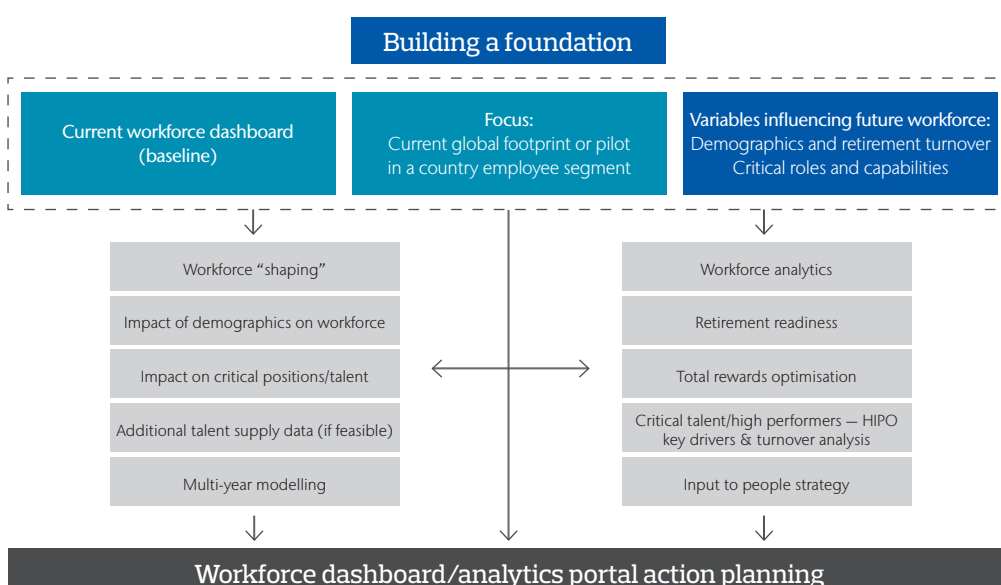 Building a foundation
Current workforce dashboard
(baseline)
Focus:
Current global footprint or pilot
in a country employee segment
Variables influencing future workforce:
Demographics and retirement turnover
Critical roles and capabilities
Workforce “shaping”
Impact of demographics on workforce
Impact on critical positions/talent
Additional talent supply data (if feasible)
Multi-year modelling
Workforce analytics
Retirement readiness
Total rewards optimisation
Critical talent/high performers — HIPO
key drivers & turnover analysis
Input to people strategy
Workforce dashboard/analytics portal action planning